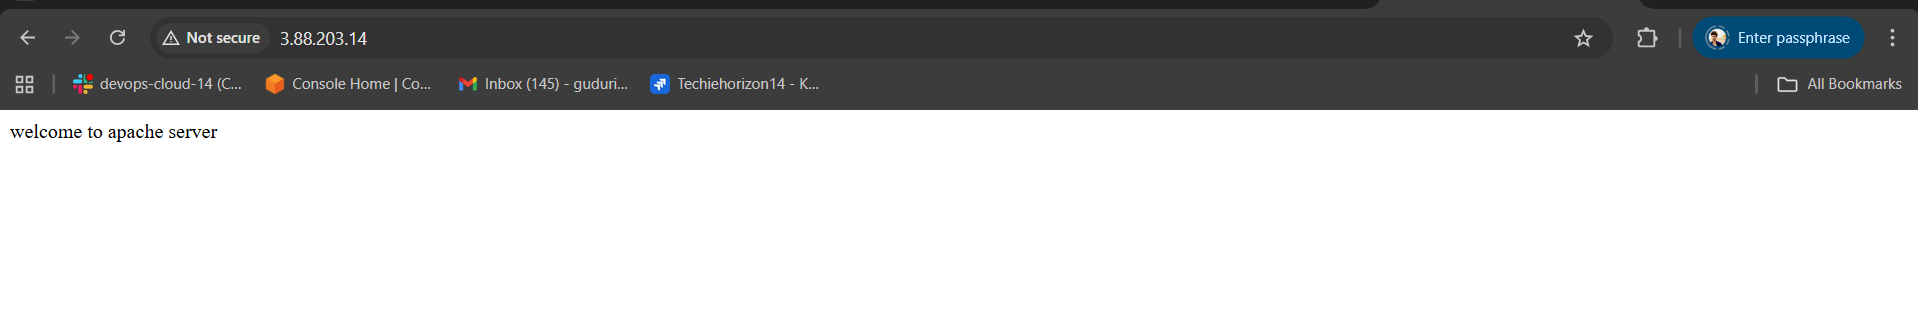 Not secure 3.88.203.14 Enter passphrase
devops-cloud-14 (C... Console Home | Co... Inbox (145) - guduri... Techiehorizon14 - K... All Bookmarks
welcome to apache server